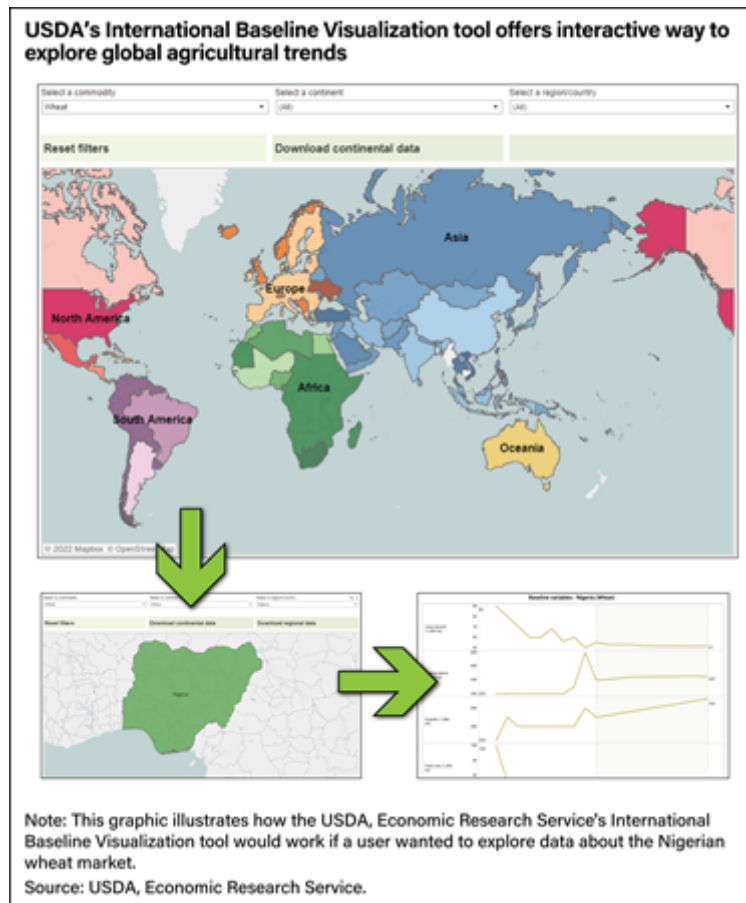 USDA's International Baseline Visualization tool offers interactive way to
explore global agricultural trends
Select a commodity Select a continent Select a region/country
Wheat (All) (All)
Reset filters Download continental data
Asia
Europe
North America
Africa
South America
Oceania
© 2022 Mapbox © OpenStreetMap
Select a commodity
Wheat Nigeria
Reset filters Download continental data Download regional data
Nigeria
Baseline variables - Nigeria (Wheat)
Note: This graphic illustrates how the USDA, Economic Research Service's International
Baseline Visualization tool would work if a user wanted to explore data about the Nigerian
wheat market.
Source: USDA, Economic Research Service.